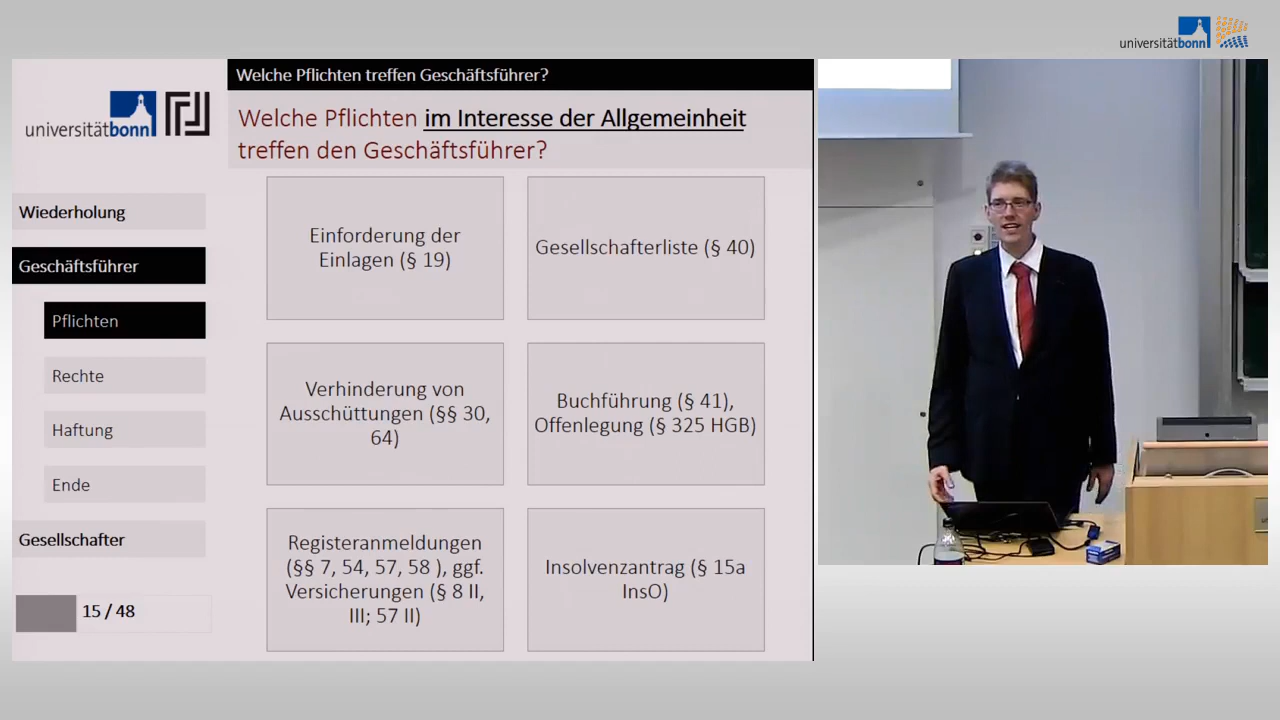 universitätbonn
Welche Pflichten treffen Geschäftsführer?
universitätbonn
Welche Pflichten im Interesse der Allgemeinheit
treffen den Geschäftsführer?
Wiederholung
Geschäftsführer
Pflichten
Rechte
Haftung
Ende
Gesellschafter
15 / 48
Einforderung der
Einlagen (§ 19)
Gesellschafterliste (§ 40)
Verhinderung von
Ausschüttungen (§§ 30,
64)
Buchführung (§ 41),
Offenlegung (§ 325 HGB)
Registeranmeldungen
(§§ 7, 54, 57, 58 ), ggf.
Versicherungen (§ 8 II,
III; 57 II)
Insolvenzantrag (§ 15a
InsO)